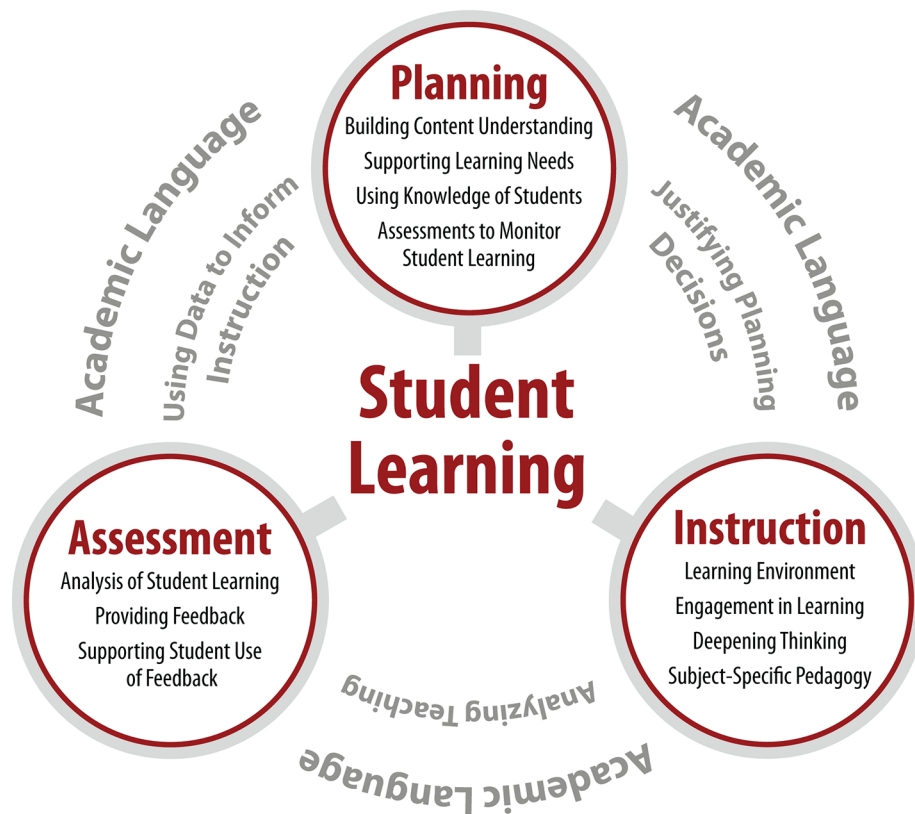 Planning
Building Content Understanding
Supporting Learning Needs
Using Knowledge of Students
Assessments to Monitor
Student Learning
Academic Language
Using Data to Inform
Instruction
Academic Language
Justifying Planning
Decisions
Student
Learning
Assessment
Analysis of Student Learning
Providing Feedback
Supporting Student Use
of Feedback
Instruction
Learning Environment
Engagement in Learning
Deepening Thinking
Subject-Specific Pedagogy
Analyzing Teaching
Academic Language